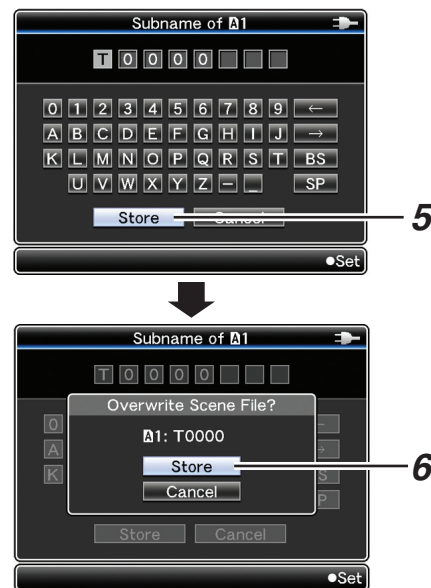 Subname of A1
T 0 0 0 0
0 1 2 3 4 5 6 7 8 9 ←
A B C D E F G H I J →
K L M N O P Q R S T BS
U V W X Y Z - _ SP
Store Cancel 5
●Set
Subname of A1
T 0 0 0 0
Overwrite Scene File?
0
A1: T0000
A →
Store 6
K S
Cancel
P
Store Cancel
●Set